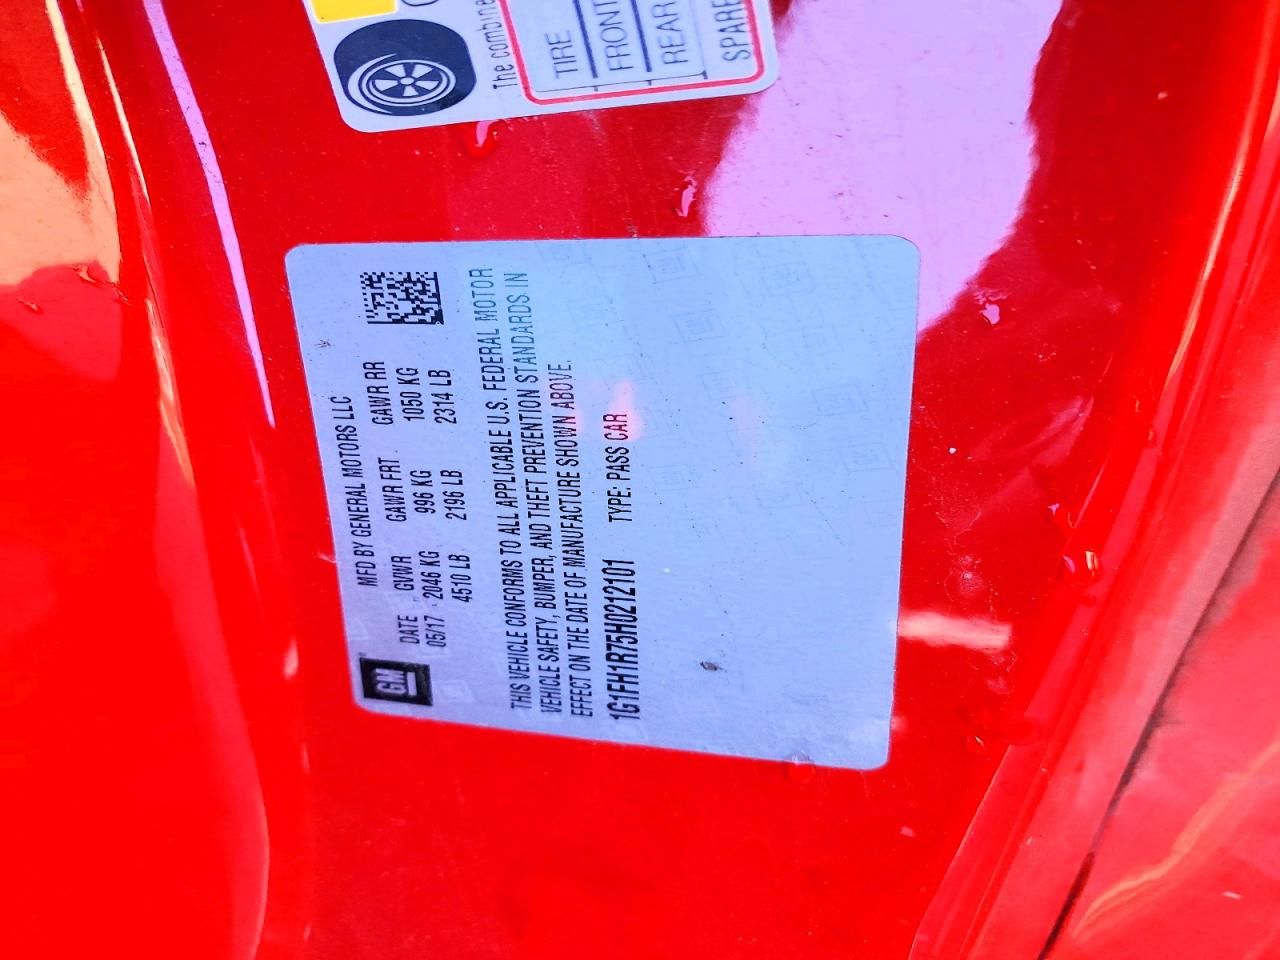 The combine
TIRE
FRONT
REAR
SPARE
MFD BY GENERAL MOTORS LLC
GM
DATE GVWR GAWR FRT GAWR RR
05/17 2046 KG 996 KG 1050 KG
4510 LB 2196 LB 2314 LB
THIS VEHICLE CONFORMS TO ALL APPLICABLE U.S. FEDERAL MOTOR
VEHICLE SAFETY, BUMPER, AND THEFT PREVENTION STANDARDS IN
EFFECT ON THE DATE OF MANUFACTURE SHOWN ABOVE.
1G1FH1R75H0212101 TYPE: PASS CAR